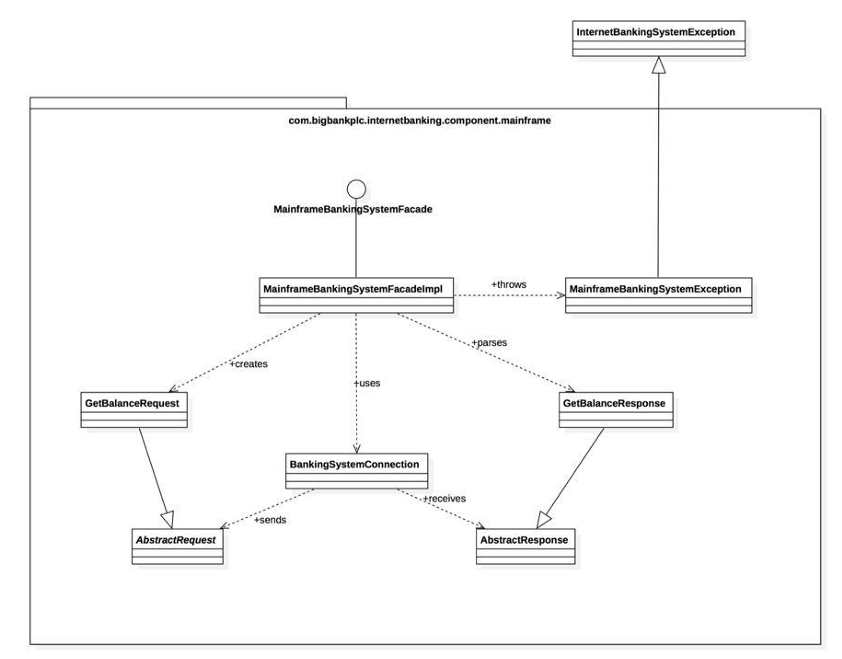 InternetBankingSystemException
com.bigbankplc.internetbanking.component.mainframe
MainframeBankingSystemFacade
MainframeBankingSystemFacadeImpl
+throws
MainframeBankingSystemException
+creates
+uses
+parses
GetBalanceRequest
GetBalanceResponse
BankingSystemConnection
+sends
+receives
AbstractRequest
AbstractResponse